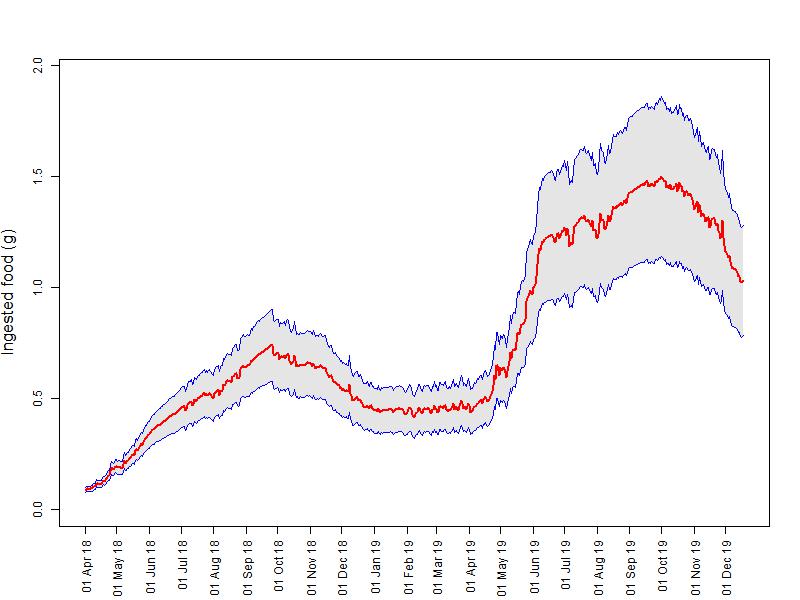 Ingested food (g)
2.0
1.5
1.0
0.5
0.0
01 Apr 18
01 May 18
01 Jun 18
01 Jul 18
01 Aug 18
01 Sep 18
01 Oct 18
01 Nov 18
01 Dec 18
01 Jan 19
01 Feb 19
01 Mar 19
01 Apr 19
01 May 19
01 Jun 19
01 Jul 19
01 Aug 19
01 Sep 19
01 Oct 19
01 Nov 19
01 Dec 19